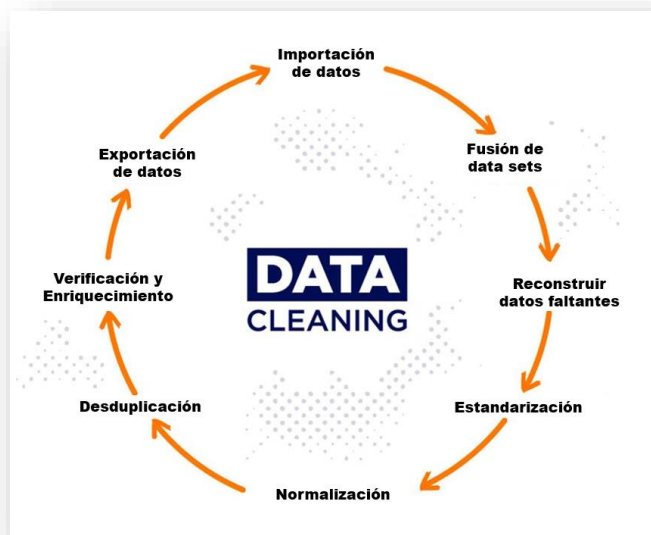 Importación
de datos
Fusión de
data sets
Reconstruir
datos faltantes
Estandarización
Normalización
Desduplicación
Verificación y
Enriquecimiento
Exportación
de datos
DATA
CLEANING